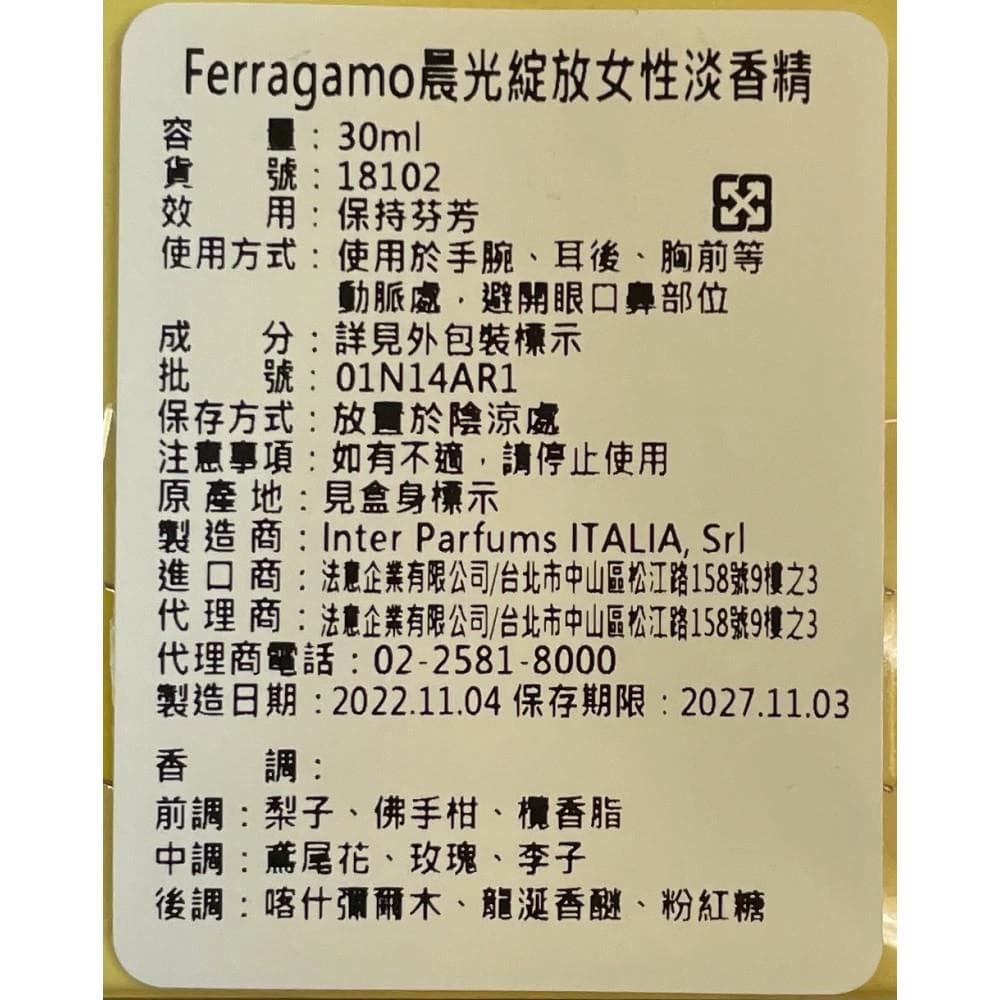 Ferragamo晨光綻放女性淡香精
容　　量：30ml
貨　　號：18102
效　　用：保持芬芳
使用方式：使用於手腕、耳後、胸前等
動脈處，避開眼口鼻部位
成　　分：詳見外包裝標示
批　　號：01N14AR1
保存方式：放置於陰涼處
注意事項：如有不適，請停止使用
原 產 地：見盒身標示
製 造 商：Inter Parfums ITALIA, Srl
進 口 商：法意企業有限公司/台北市中山區松江路158號9樓之3
代 理 商：法意企業有限公司/台北市中山區松江路158號9樓之3
代理商電話：02-2581-8000
製造日期：2022.11.04 保存期限：2027.11.03
香　　調：
前調：梨子、佛手柑、欖香脂
中調：鳶尾花、玫瑰、李子
後調：喀什彌爾木、龍涎香醚、粉紅糖